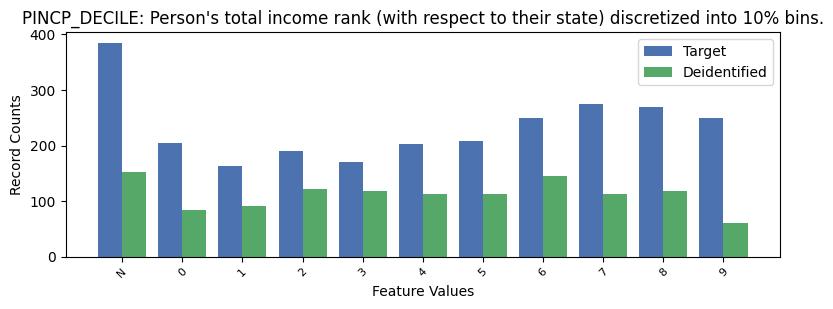 PINCP_DECILE: Person's total income rank (with respect to their state) discretized into 10% bins.
400
300
200
100
0
Record Counts
Target
Deidentified
N 0 1 2 3 4 5 6 7 8 9
Feature Values